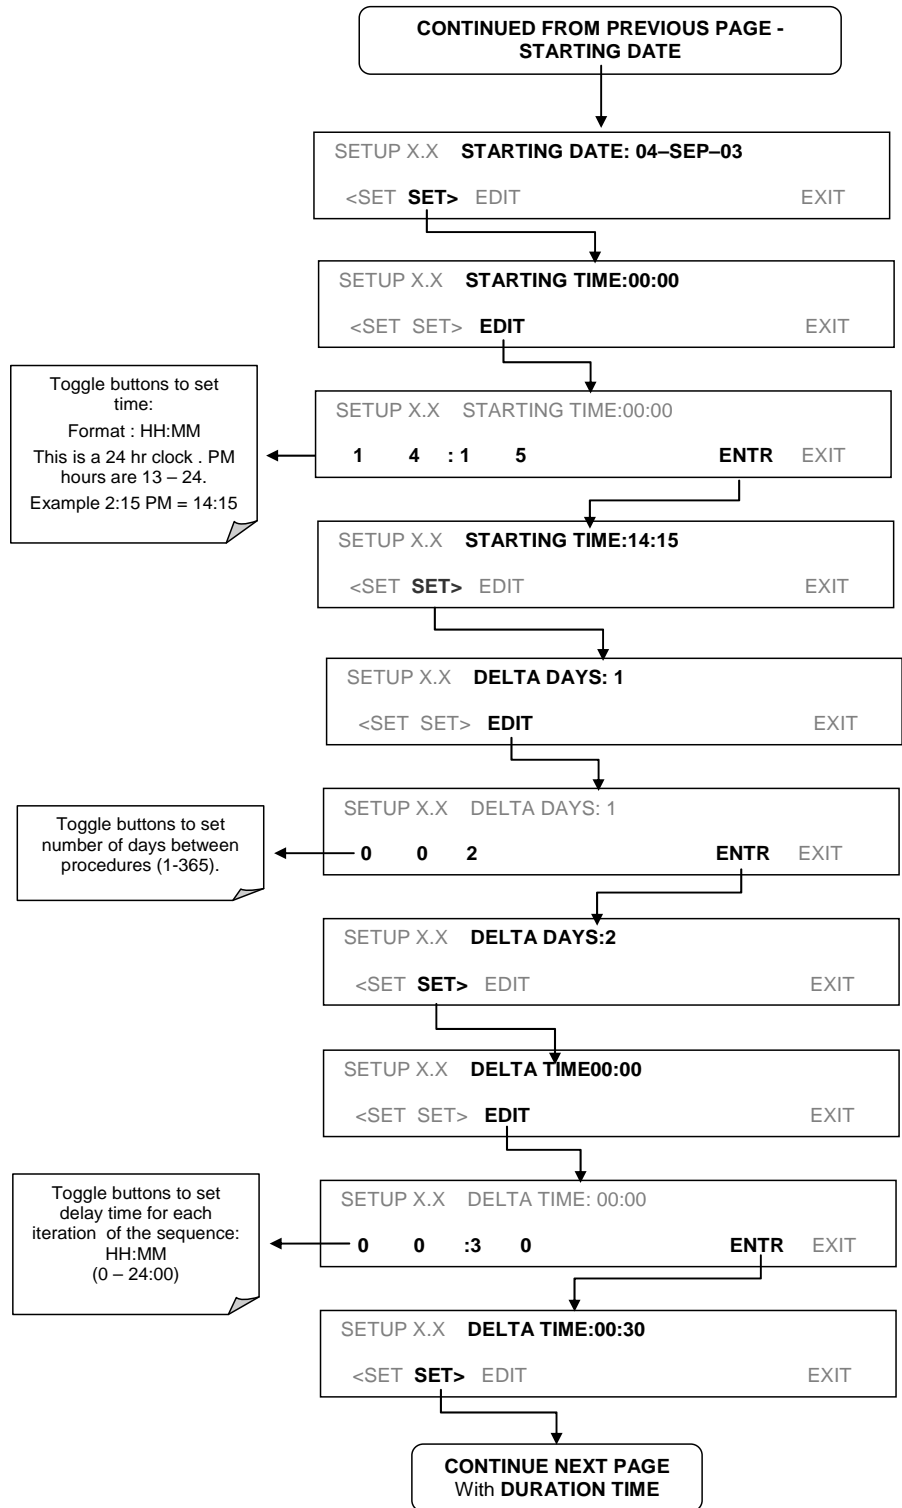 CONTINUED FROM PREVIOUS PAGE -
STARTING DATE
SETUP X.X STARTING DATE: 04–SEP–03
<SET SET> EDIT EXIT
SETUP X.X STARTING TIME:00:00
<SET SET> EDIT EXIT
Toggle buttons to set
time:
Format : HH:MM
This is a 24 hr clock . PM
hours are 13 – 24.
Example 2:15 PM = 14:15
SETUP X.X STARTING TIME:00:00
1 4 :1 5 ENTR EXIT
SETUP X.X STARTING TIME:14:15
<SET SET> EDIT EXIT
SETUP X.X DELTA DAYS: 1
<SET SET> EDIT EXIT
Toggle buttons to set
number of days between
procedures (1-365).
SETUP X.X DELTA DAYS: 1
0 0 2 ENTR EXIT
SETUP X.X DELTA DAYS:2
<SET SET> EDIT EXIT
SETUP X.X DELTA TIME00:00
<SET SET> EDIT EXIT
Toggle buttons to set
delay time for each
iteration of the sequence:
HH:MM
(0 – 24:00)
SETUP X.X DELTA TIME: 00:00
0 0 :3 0 ENTR EXIT
SETUP X.X DELTA TIME:00:30
<SET SET> EDIT EXIT
CONTINUE NEXT PAGE
With DURATION TIME